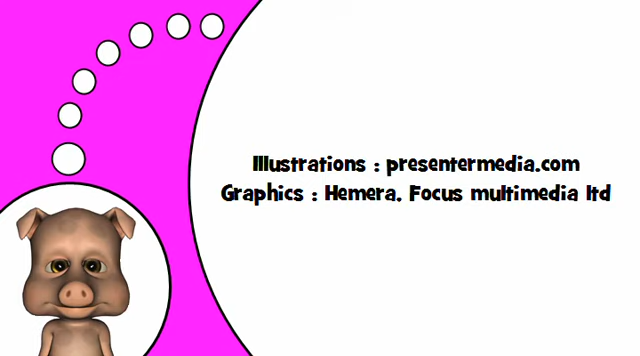 Illustrations : presentermedia.com
Graphics : Hemera. Focus multimedia ltd